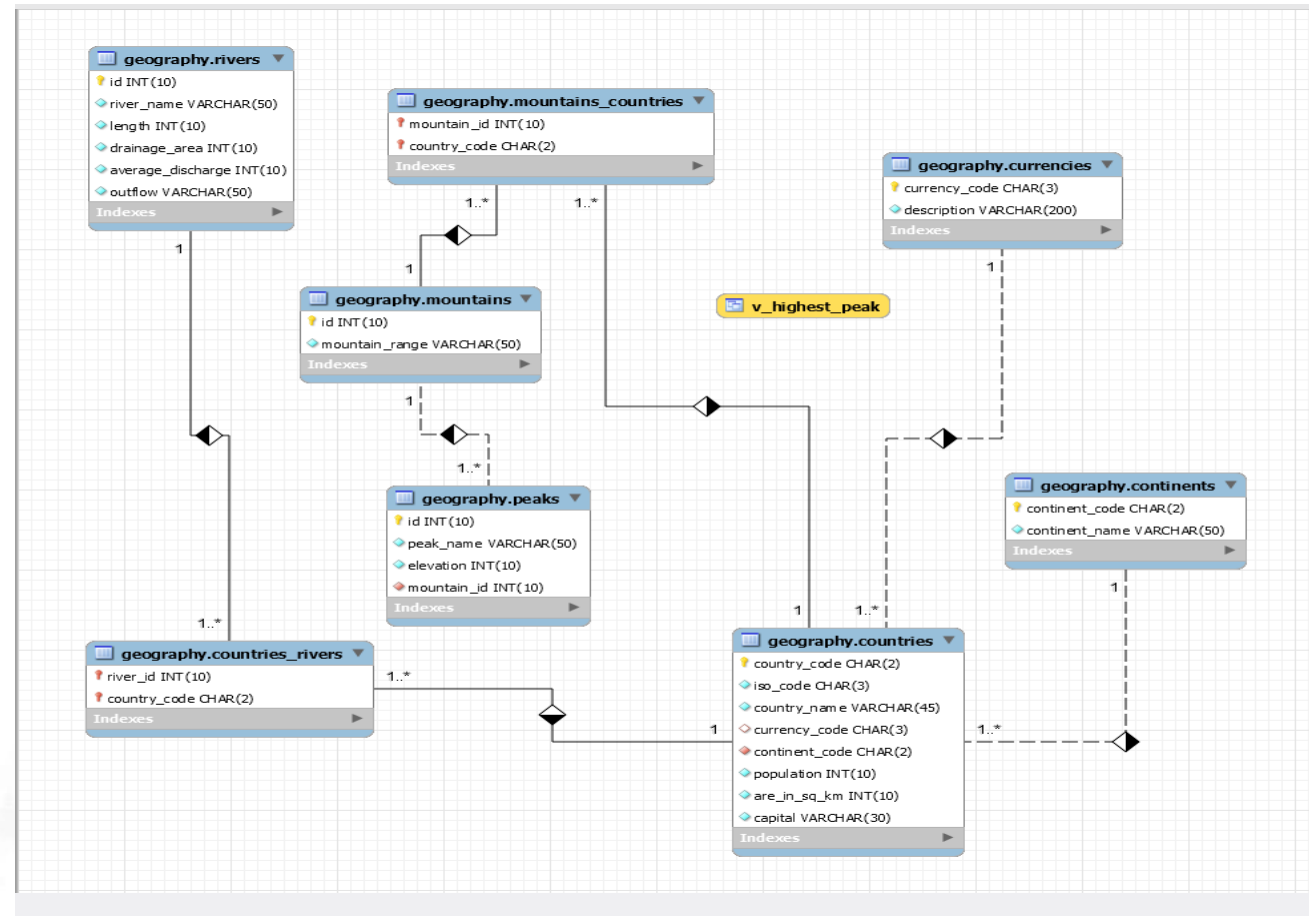 geography.rivers
id INT(10)
river_name VARCHAR(50)
length INT(10)
drainage_area INT(10)
average_discharge INT(10)
outflow VARCHAR(50)
Indexes
1
1..*
geography.mountains_countries
mountain_id INT(10)
country_code CHAR(2)
Indexes
1..*
1..*
1
1
geography.currencies
currency_code CHAR(3)
description VARCHAR(200)
Indexes
1
1..*
geography.mountains
id INT(10)
mountain_range VARCHAR(50)
Indexes
1
1..*
v_highest_peak
geography.peaks
id INT(10)
peak_name VARCHAR(50)
elevation INT(10)
mountain_id INT(10)
Indexes
geography.continents
continent_code CHAR(2)
continent_name VARCHAR(50)
Indexes
1
1..*
geography.countries_rivers
river_id INT(10)
country_code CHAR(2)
Indexes
1..*
1
geography.countries
country_code CHAR(2)
iso_code CHAR(3)
country_name VARCHAR(45)
currency_code CHAR(3)
continent_code CHAR(2)
population INT(10)
are_in_sq_km INT(10)
capital VARCHAR(30)
Indexes